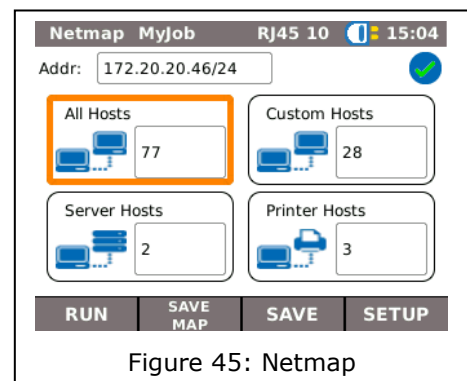 Netmap MyJob RJ45 10 15:04
Addr: 172.20.20.46/24
All Hosts
77
Custom Hosts
28
Server Hosts
2
Printer Hosts
3
RUN SAVE MAP SAVE SETUP
Figure 45: Netmap